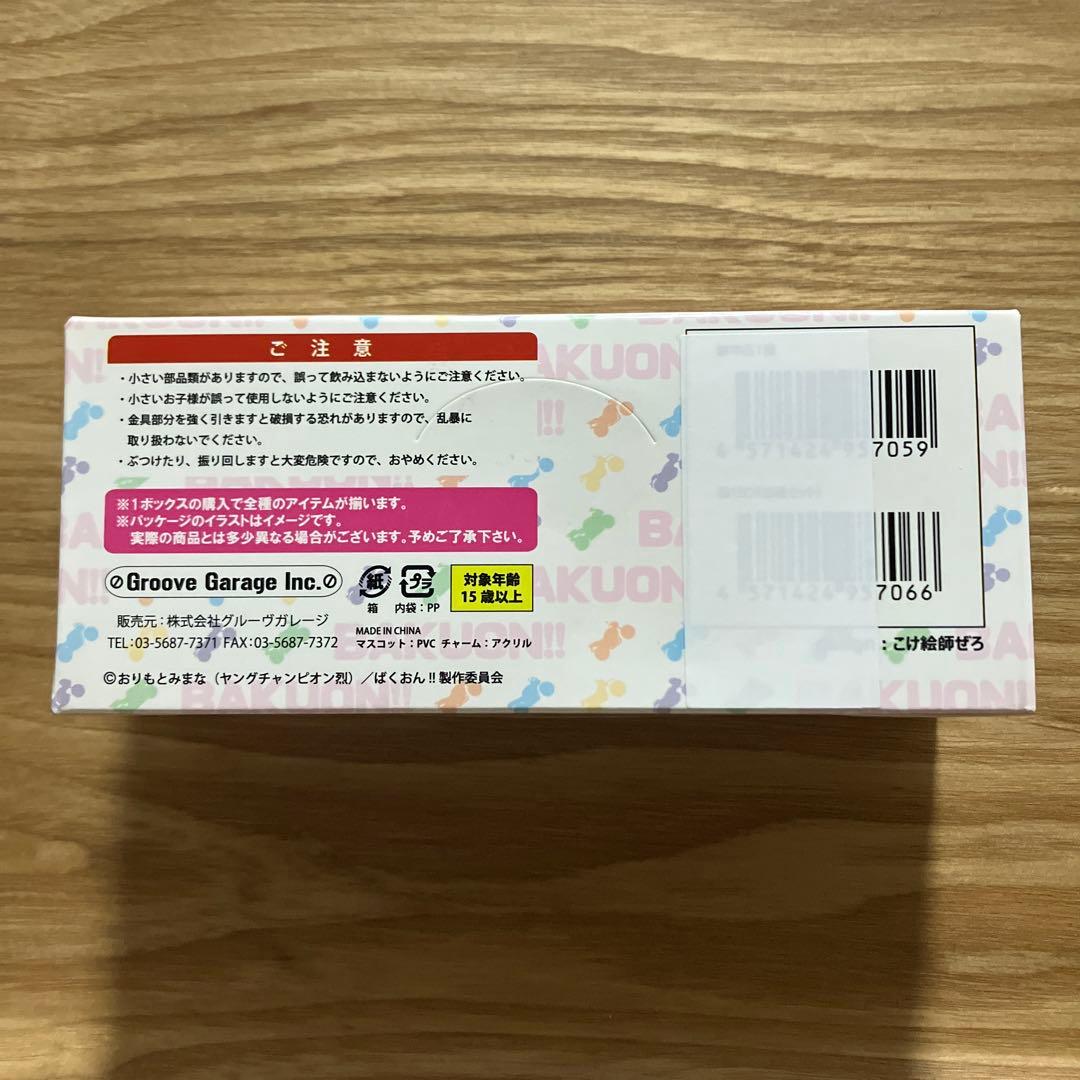 BAKUON!!
ご注意
・小さい部品類がありますので、誤って飲み込まないようにご注意ください。
・小さいお子様が誤って使用しないようにご注意ください。
・金具部分を強く引きますと破損する恐れがありますので、乱暴に
取り扱わないでください。
・ぶつけたり、振り回しますと大変危険ですので、おやめください。
※1ボックスの購入で全種のアイテムが揃います。
※パッケージのイラストはイメージです。
実際の商品とは多少異なる場合がございます。予めご了承下さい。
Groove Garage Inc.
販売元：株式会社グルーヴガレージ
TEL:03-5687-7371 FAX:03-5687-7372
紙
箱
プラ
内袋：PP
対象年齢
15歳以上
MADE IN CHINA
マスコット：PVC チャーム：アクリル
©おりもとみまな（ヤングチャンピオン烈）／ばくおん!!製作委員会
4 571424 957059
4 571424 957066
：こけ絵師ぜろ